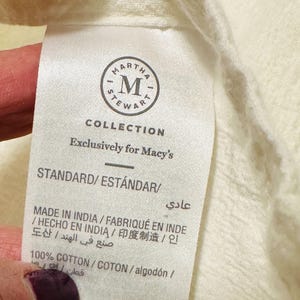 MARTHA
M
STEWART
COLLECTION
Exclusively for Macy's
STANDARD/ ESTÁNDAR/
عادي
MADE IN INDIA / FABRIQUÉ EN INDE
/ HECHO EN INDIA / 印度制造 / 인
도산 / صنع في الهند /
100% COTTON / COTON / algodón /
قطن